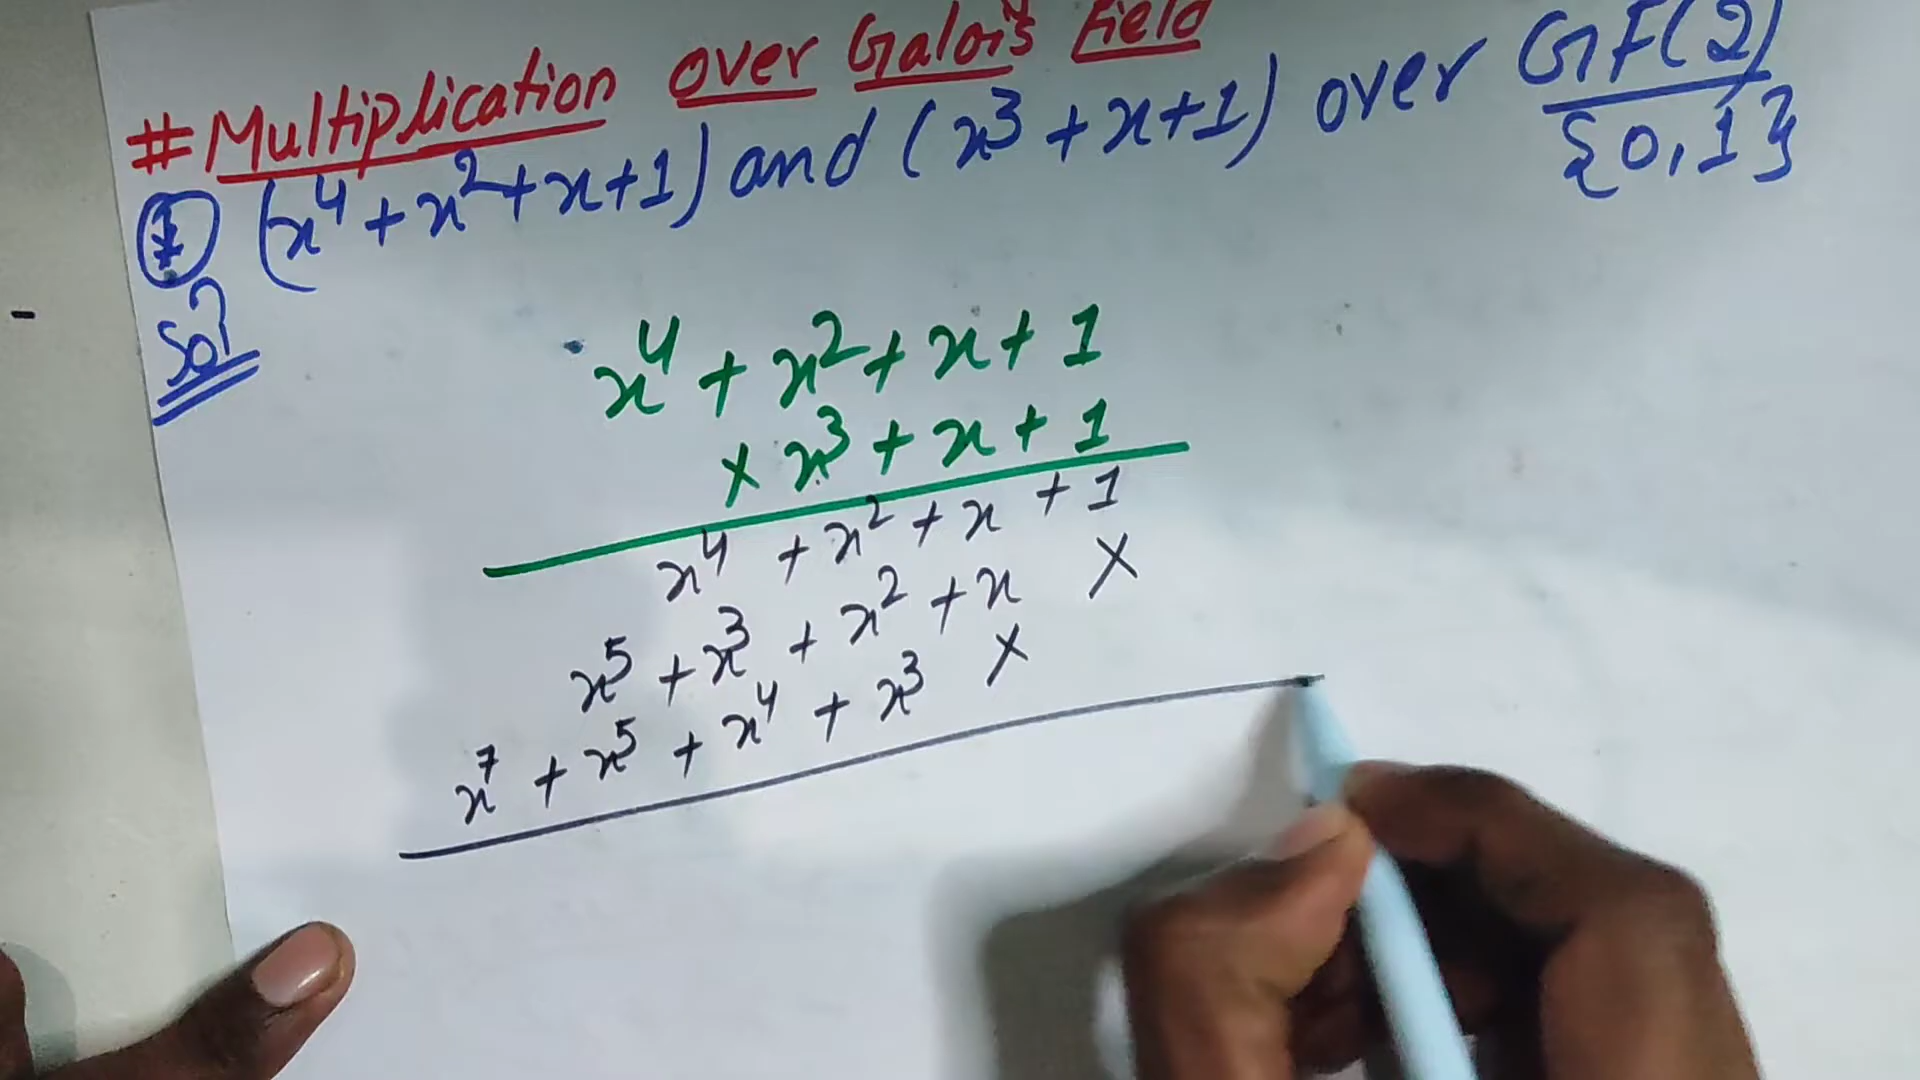 # Multiplication over Galois Field
① (x⁴ + x² + x + 1) and (x³ + x + 1) over GF(2)
{0, 1}
Sol
x⁴ + x² + x + 1
× x³ + x + 1
x⁴ + x² + x + 1
x⁵ + x³ + x² + x ×
x⁷ + x⁵ + x⁴ + x³ ×